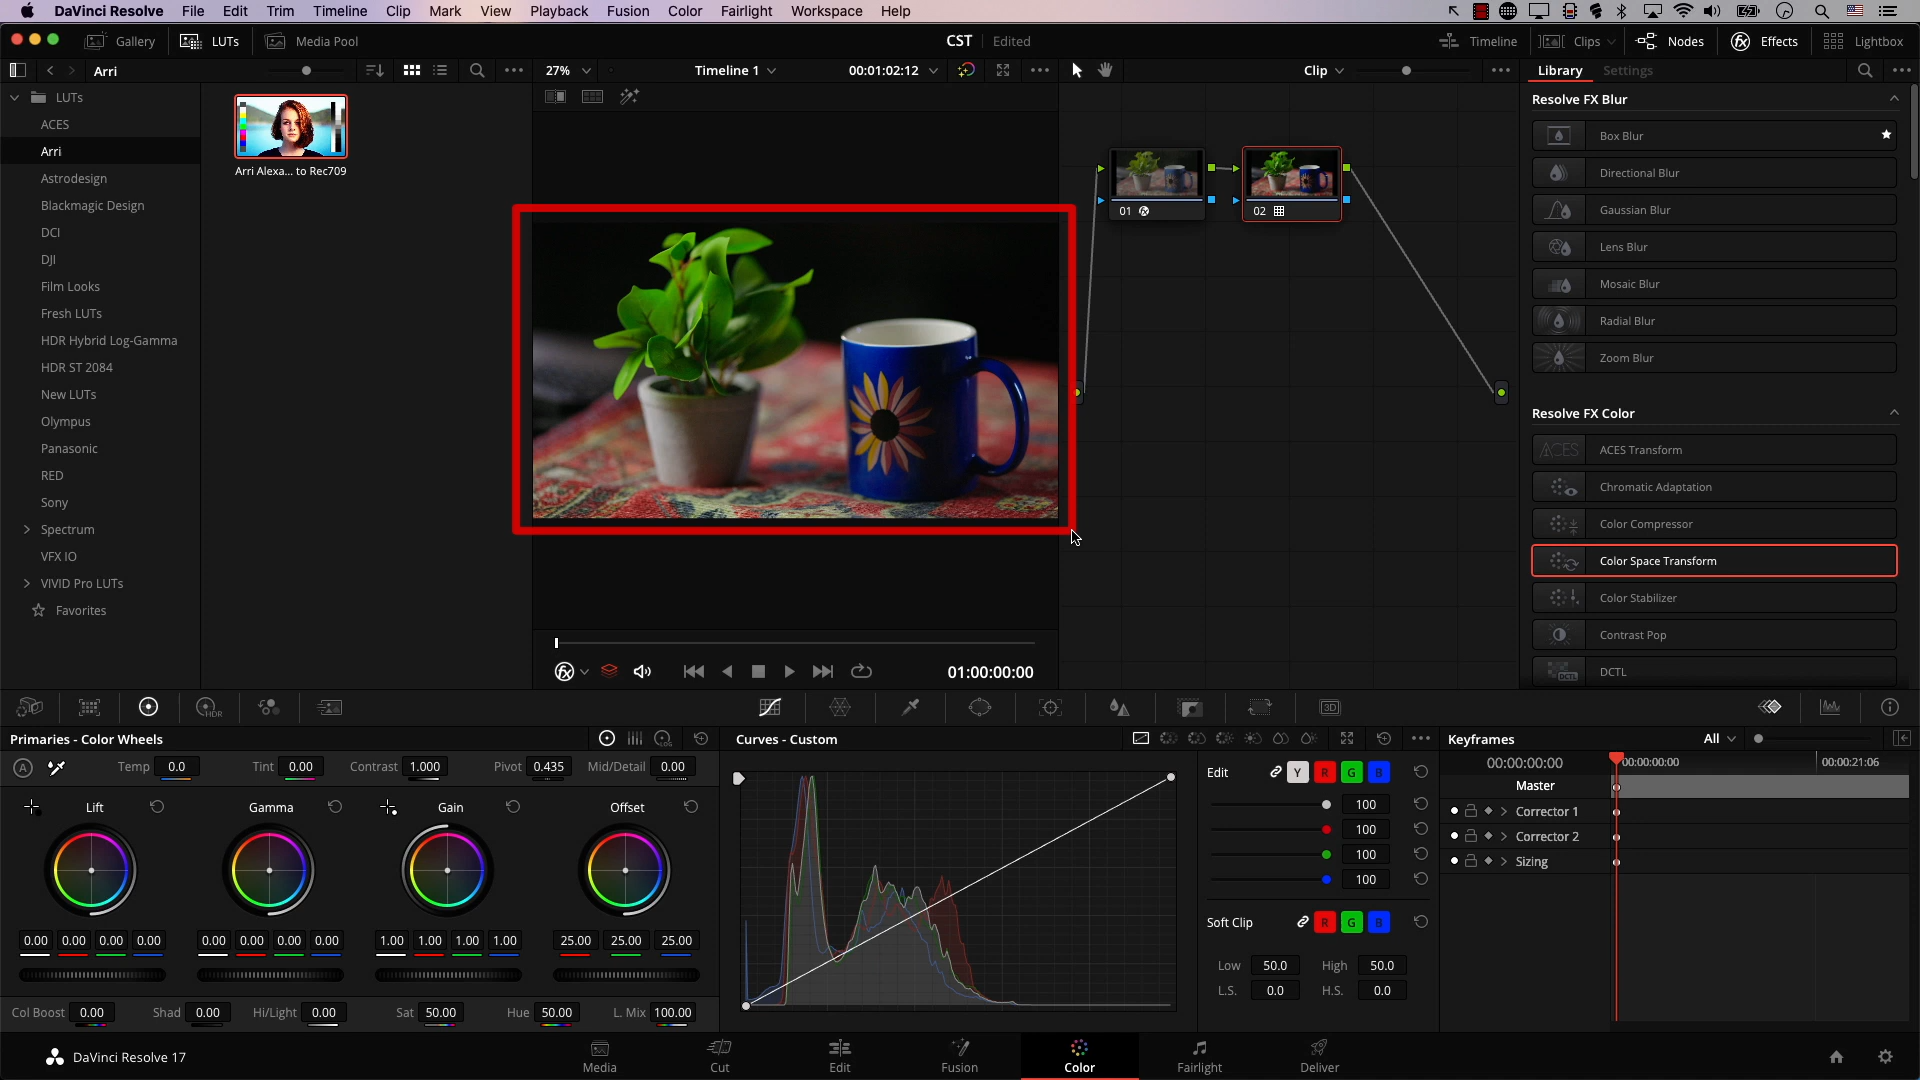 DaVinci Resolve File Edit Trim Timeline Clip Mark View Playback Fusion Color Fairlight Workspace Help
Gallery LUTs Media Pool CST Edited Timeline Clips Nodes Effects Lightbox
Arri 27% Timeline 1 00:01:02:12 Clip Library Settings
LUTs
ACES
Arri
Astrodesign
Blackmagic Design
DCI
DJI
Film Looks
Fresh LUTs
HDR Hybrid Log-Gamma
HDR ST 2084
New LUTs
Olympus
Panasonic
RED
Sony
Spectrum
VFX IO
VIVID Pro LUTs
Favorites
Arri Alexa... to Rec709
01
02
Resolve FX Blur
Box Blur
Directional Blur
Gaussian Blur
Lens Blur
Mosaic Blur
Radial Blur
Zoom Blur
Resolve FX Color
ACES ACES Transform
Chromatic Adaptation
Color Compressor
Color Space Transform
Color Stabilizer
Contrast Pop
DCTL DCTL
01:00:00:00
HDR
3D
Primaries - Color Wheels
LOG
A Temp 0.0 Tint 0.00 Contrast 1.000 Pivot 0.435 Mid/Detail 0.00
Lift Gamma Gain Offset
0.00 0.00 0.00 0.00 0.00 0.00 0.00 0.00 1.00 1.00 1.00 1.00 25.00 25.00 25.00
Col Boost 0.00 Shad 0.00 Hi/Light 0.00 Sat 50.00 Hue 50.00 L. Mix 100.00
Curves - Custom
Edit Y R G B
100
100
100
100
Soft Clip R G B
Low 50.0 High 50.0
L.S. 0.0 H.S. 0.0
Keyframes All
00:00:00:00 00:00:00:00 00:00:21:06
Master
Corrector 1
Corrector 2
Sizing
DaVinci Resolve 17 Media Cut Edit Fusion Color Fairlight Deliver